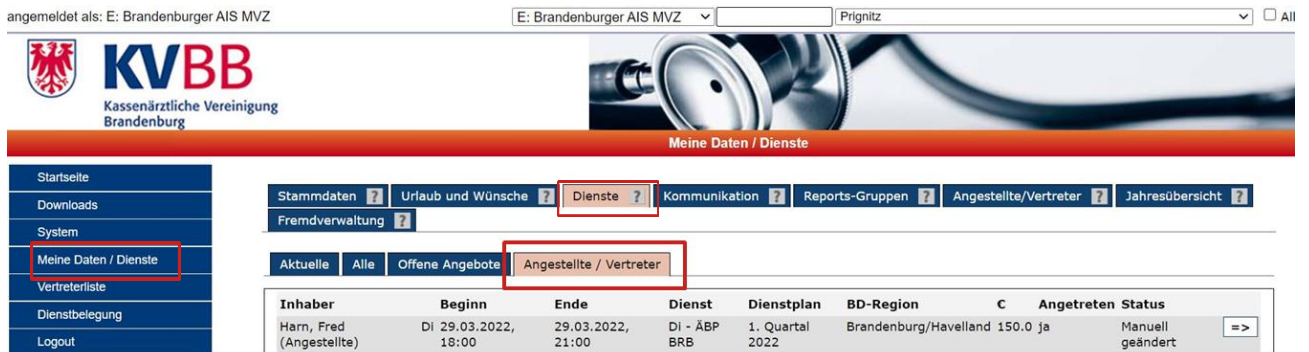 angemeldet als: E: Brandenburger AIS MVZ E: Brandenburger AIS MVZ Prignitz All
KVBB
Kassenärztliche Vereinigung
Brandenburg
Meine Daten / Dienste
Startseite
Downloads
System
Meine Daten / Dienste
Vertreterliste
Dienstbelegung
Logout
Stammdaten ? Urlaub und Wünsche ? Dienste ? Kommunikation ? Reports-Gruppen ? Angestellte/Vertreter ? Jahresübersicht ?
Fremdverwaltung ?
Aktuelle Alle Offene Angebote Angestellte / Vertreter
Inhaber Beginn Ende Dienst Dienstplan BD-Region € Angetreten Status
Harn, Fred Di 29.03.2022, 29.03.2022, Di - ÄBP 1. Quartal Brandenburg/Havelland 150.0 ja Manuell =>
(Angestellte) 18:00 21:00 BRB 2022 geändert